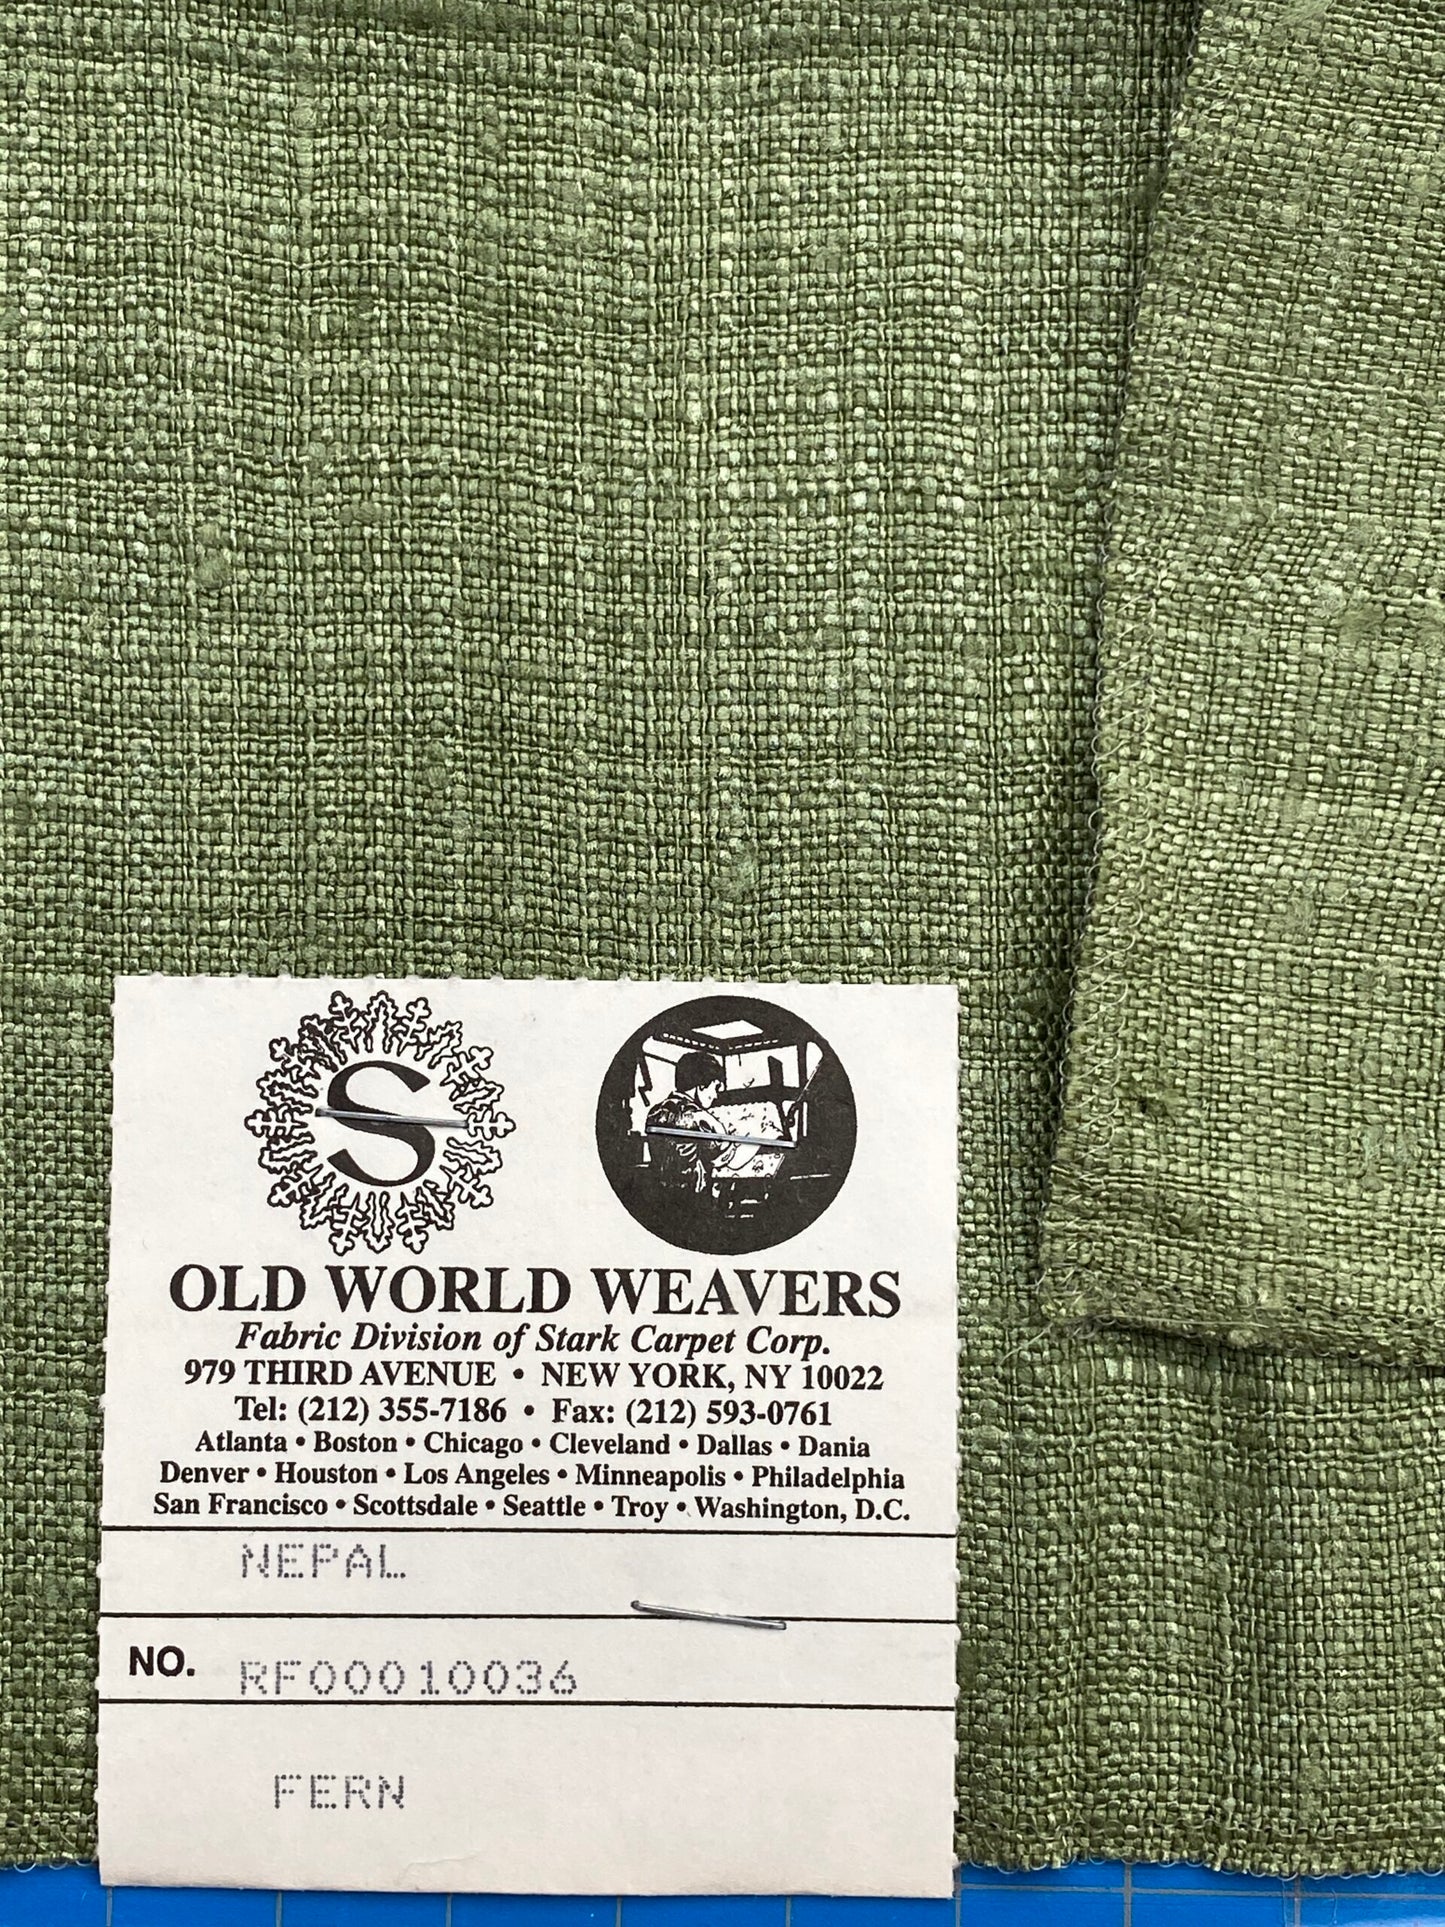 S
OLD WORLD WEAVERS
Fabric Division of Stark Carpet Corp.
979 THIRD AVENUE • NEW YORK, NY 10022
Tel: (212) 355-7186 • Fax: (212) 593-0761
Atlanta • Boston • Chicago • Cleveland • Dallas • Dania
Denver • Houston • Los Angeles • Minneapolis • Philadelphia
San Francisco • Scottsdale • Seattle • Troy • Washington, D.C.
NEPAL
NO. RF00010036
FERN